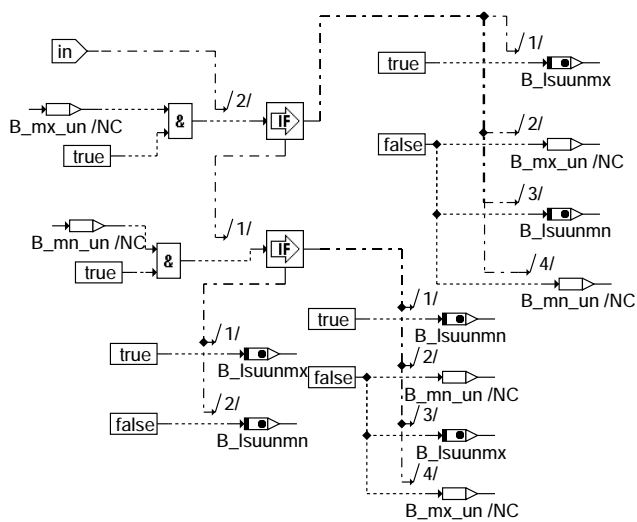 in
1/
true
B_lsuunmx
2/
B_mx_un /NC
&
IF
true
2/
false
B_mx_un /NC
3/
B_lsuunmx
B_mn_un /NC
true
&
1/
IF
4/
B_mn_un /NC
1/
true
B_lsuunmn
1/
true
B_lsuunmx
2/
false
B_mn_un /NC
2/
false
B_lsuunmn
3/
B_lsuunmx
4/
B_mx_un /NC